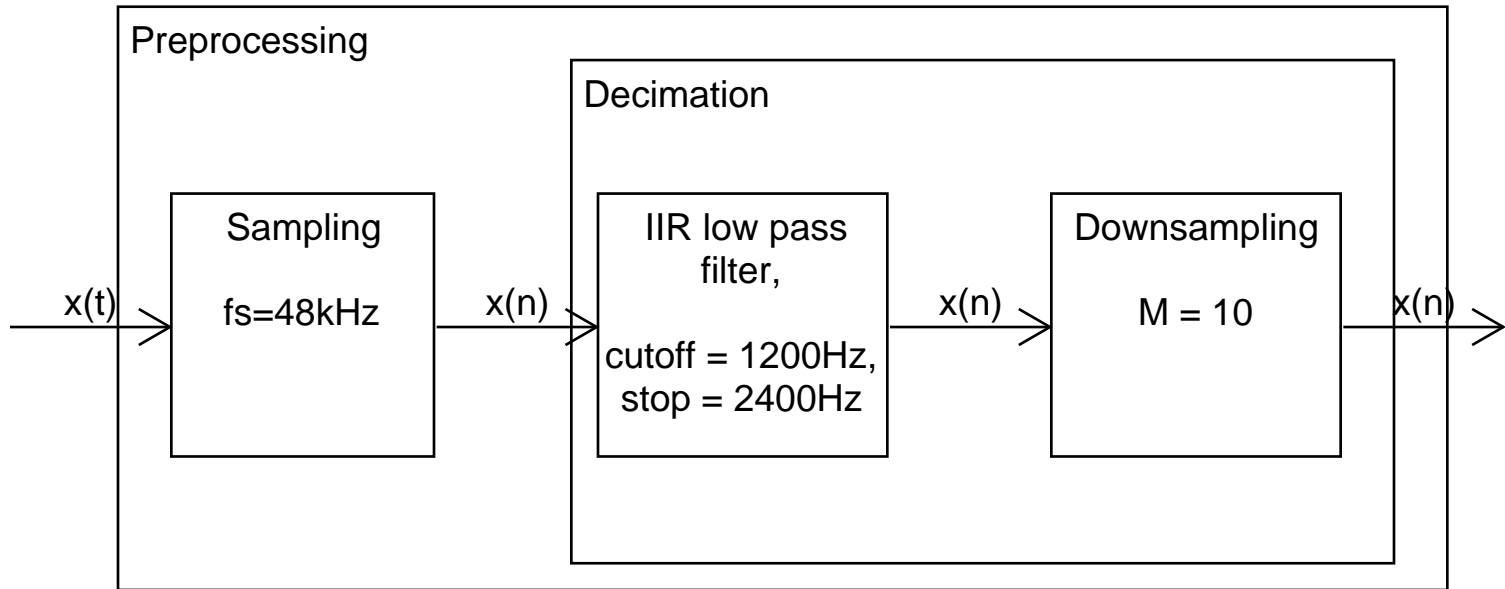 Preprocessing
Decimation
x(t)
Sampling
fs=48kHz
x(n)
IIR low pass
filter,
cutoff = 1200Hz,
stop = 2400Hz
x(n)
Downsampling
M = 10
x(n)